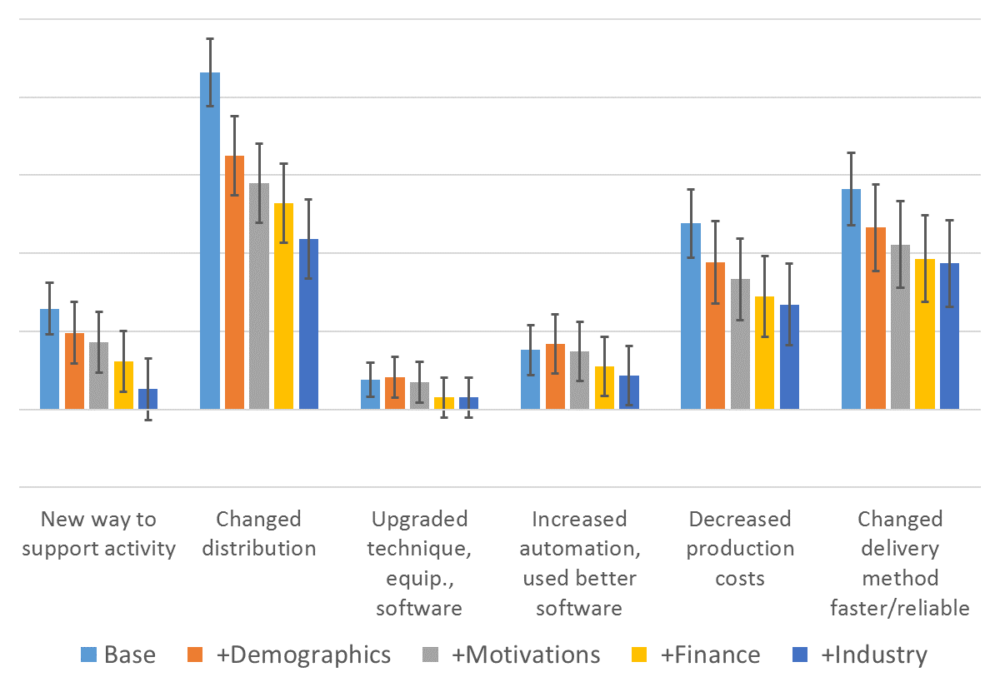 New way to
support activity
Changed
distribution
Upgraded
technique,
equip.,
software
Increased
automation,
used better
software
Decreased
production
costs
Changed
delivery
method
faster/reliable
Base
+Demographics
+Motivations
+Finance
+Industry